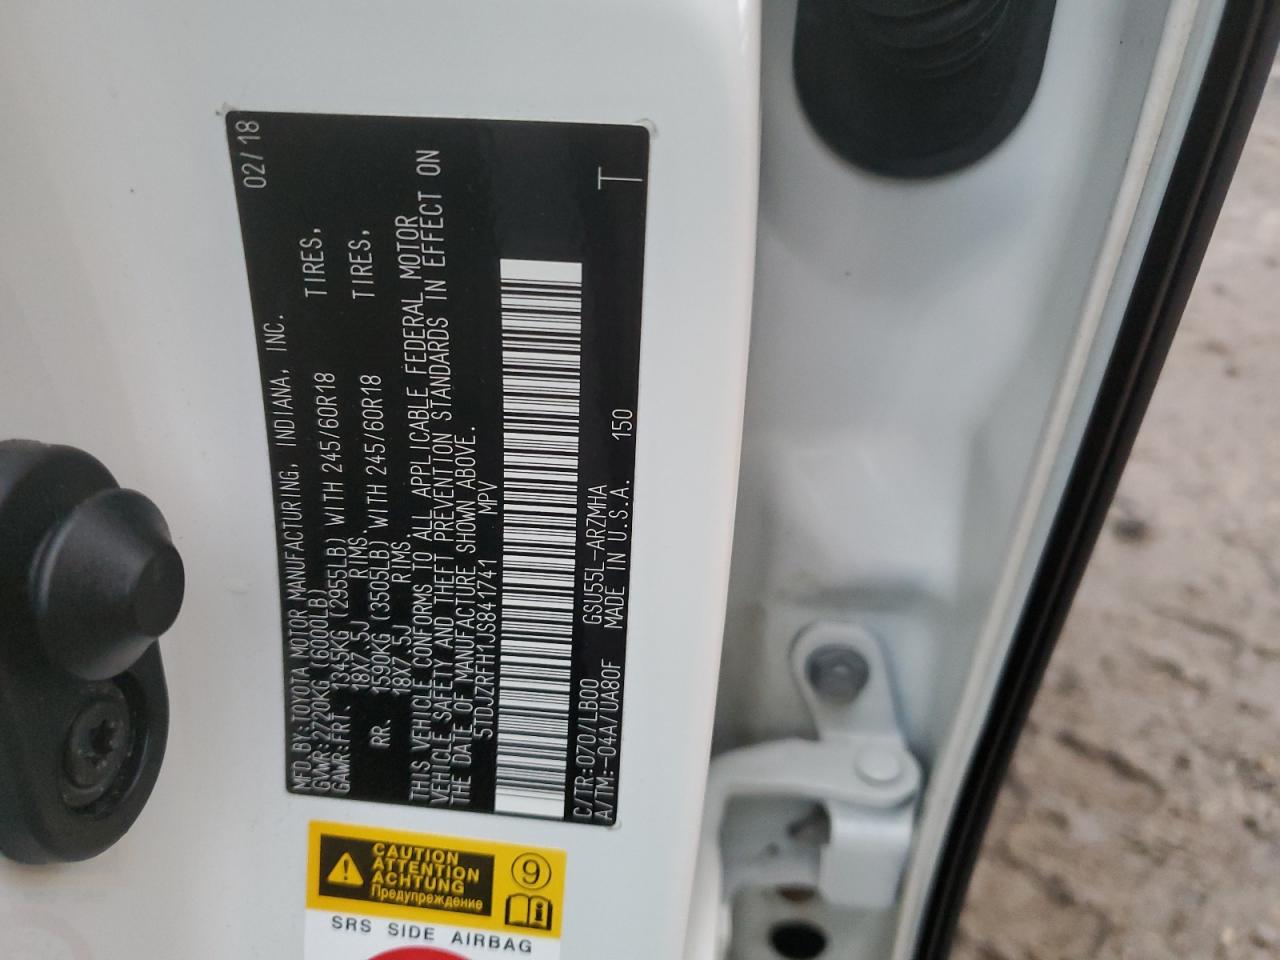 02/18
MFD. BY: TOYOTA MOTOR MANUFACTURING, INDIANA, INC.
GVWR: 2720KG (6000LB)
GAWR: FRT. 1345KG (2955LB) WITH 245/60R18 TIRES,
18X7.5J RIMS.
RR. 1590KG (3505LB) WITH 245/60R18 TIRES,
18X7.5J RIMS.
THIS VEHICLE CONFORMS TO ALL APPLICABLE FEDERAL MOTOR
VEHICLE SAFETY AND THEFT PREVENTION STANDARDS IN EFFECT ON
THE DATE OF MANUFACTURE SHOWN ABOVE.
5TDJZRFH1JS841741 MPV
C/TR: 070/LB00 GSU55L-ARZMHA
A/TM: -04A/UA80F MADE IN U.S.A. 150
T
CAUTION
ATTENTION
ACHTUNG
Предупреждение
9
SRS SIDE AIRBAG